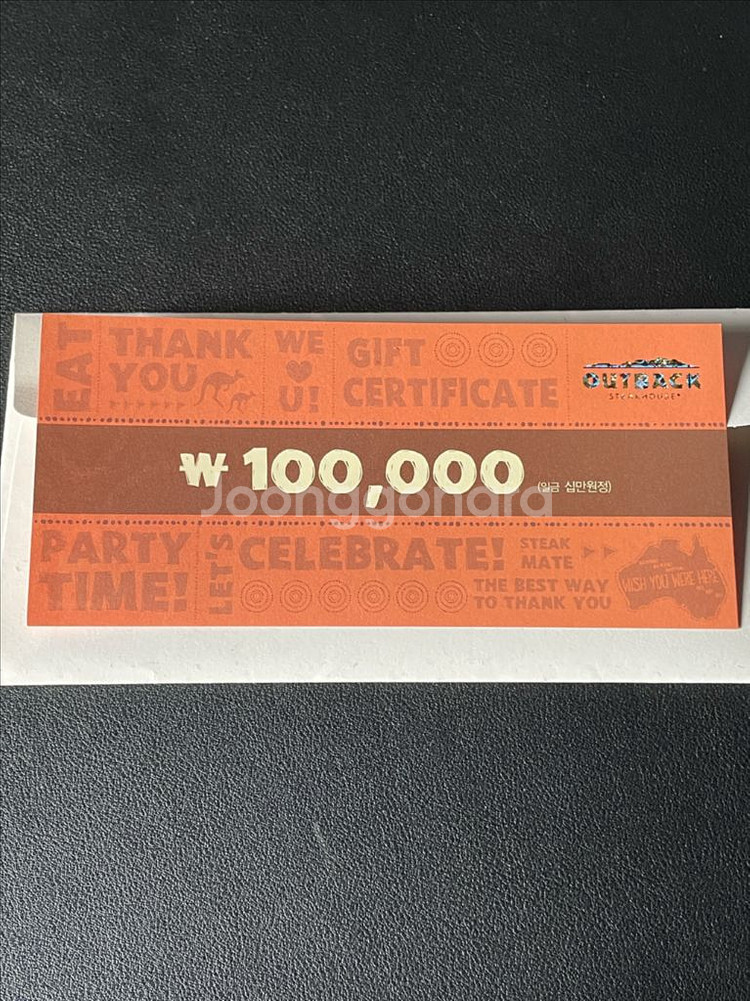 EAT
THANK
YOU
WE
U!
GIFT
CERTIFICATE
OUTBACK
STEAKHOUSE
₩100,000 (일금 십만원정)
Joonggonara
PARTY
TIME!
LET'S
CELEBRATE!
STEAK
MATE
THE BEST WAY
TO THANK YOU
WISH YOU WERE HERE